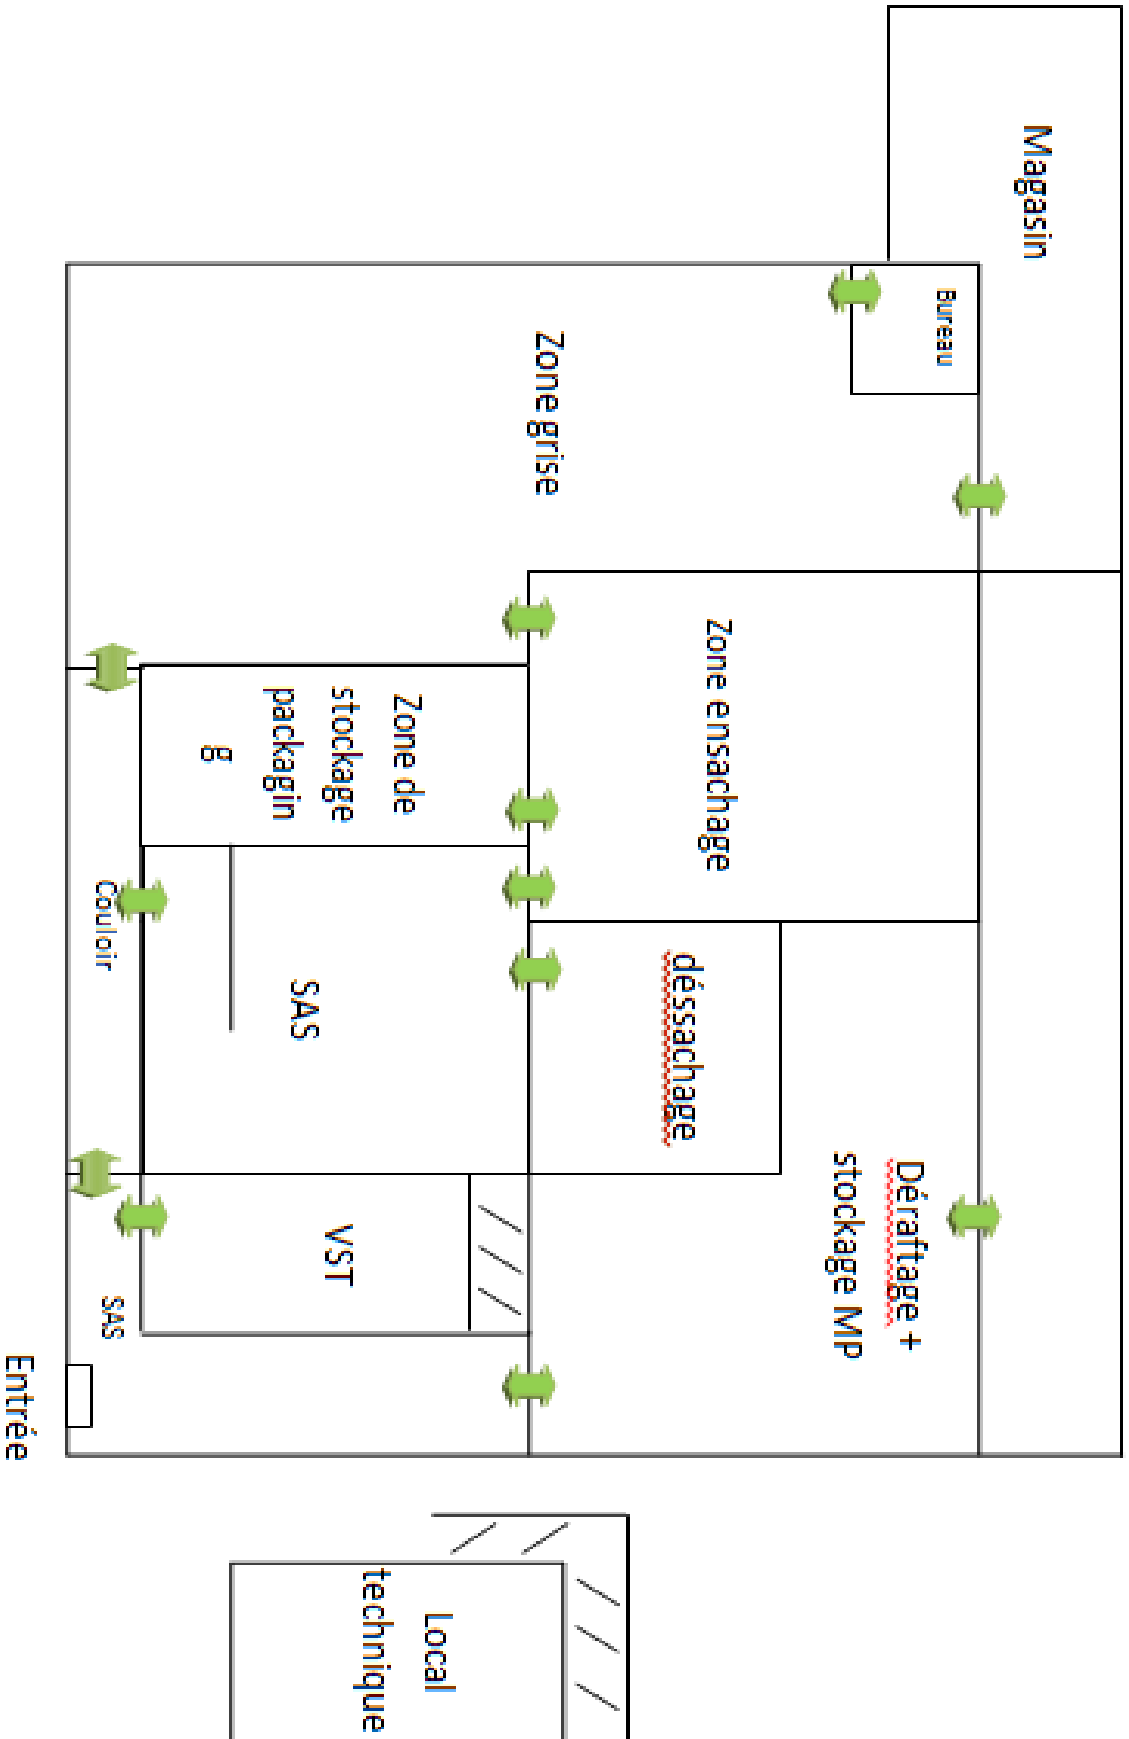 Magasin
Bureau
Déraftage +
stockage MP
Zone ensachage
déssachage
Zone grise
Zone de
stockage
packagin
g
SAS
VST
Local
technique
Couloir
SAS
Entrée